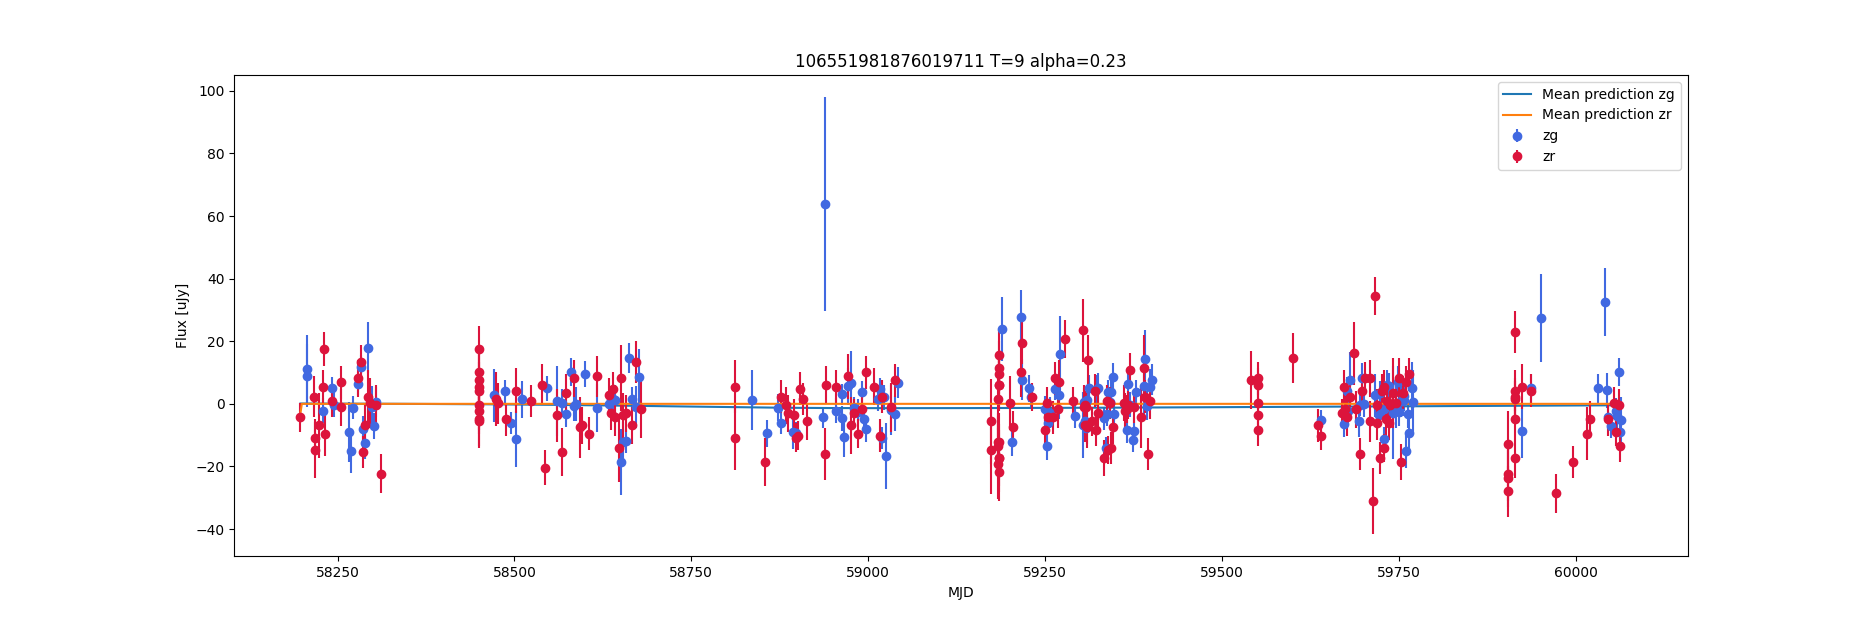 106551981876019711 T=9 alpha=0.23
100
80
60
40
20
0
−20
−40
Flux [uJy]
58250
58500
58750
59000
59250
59500
59750
60000
MJD
Mean prediction zg
Mean prediction zr
zg
zr